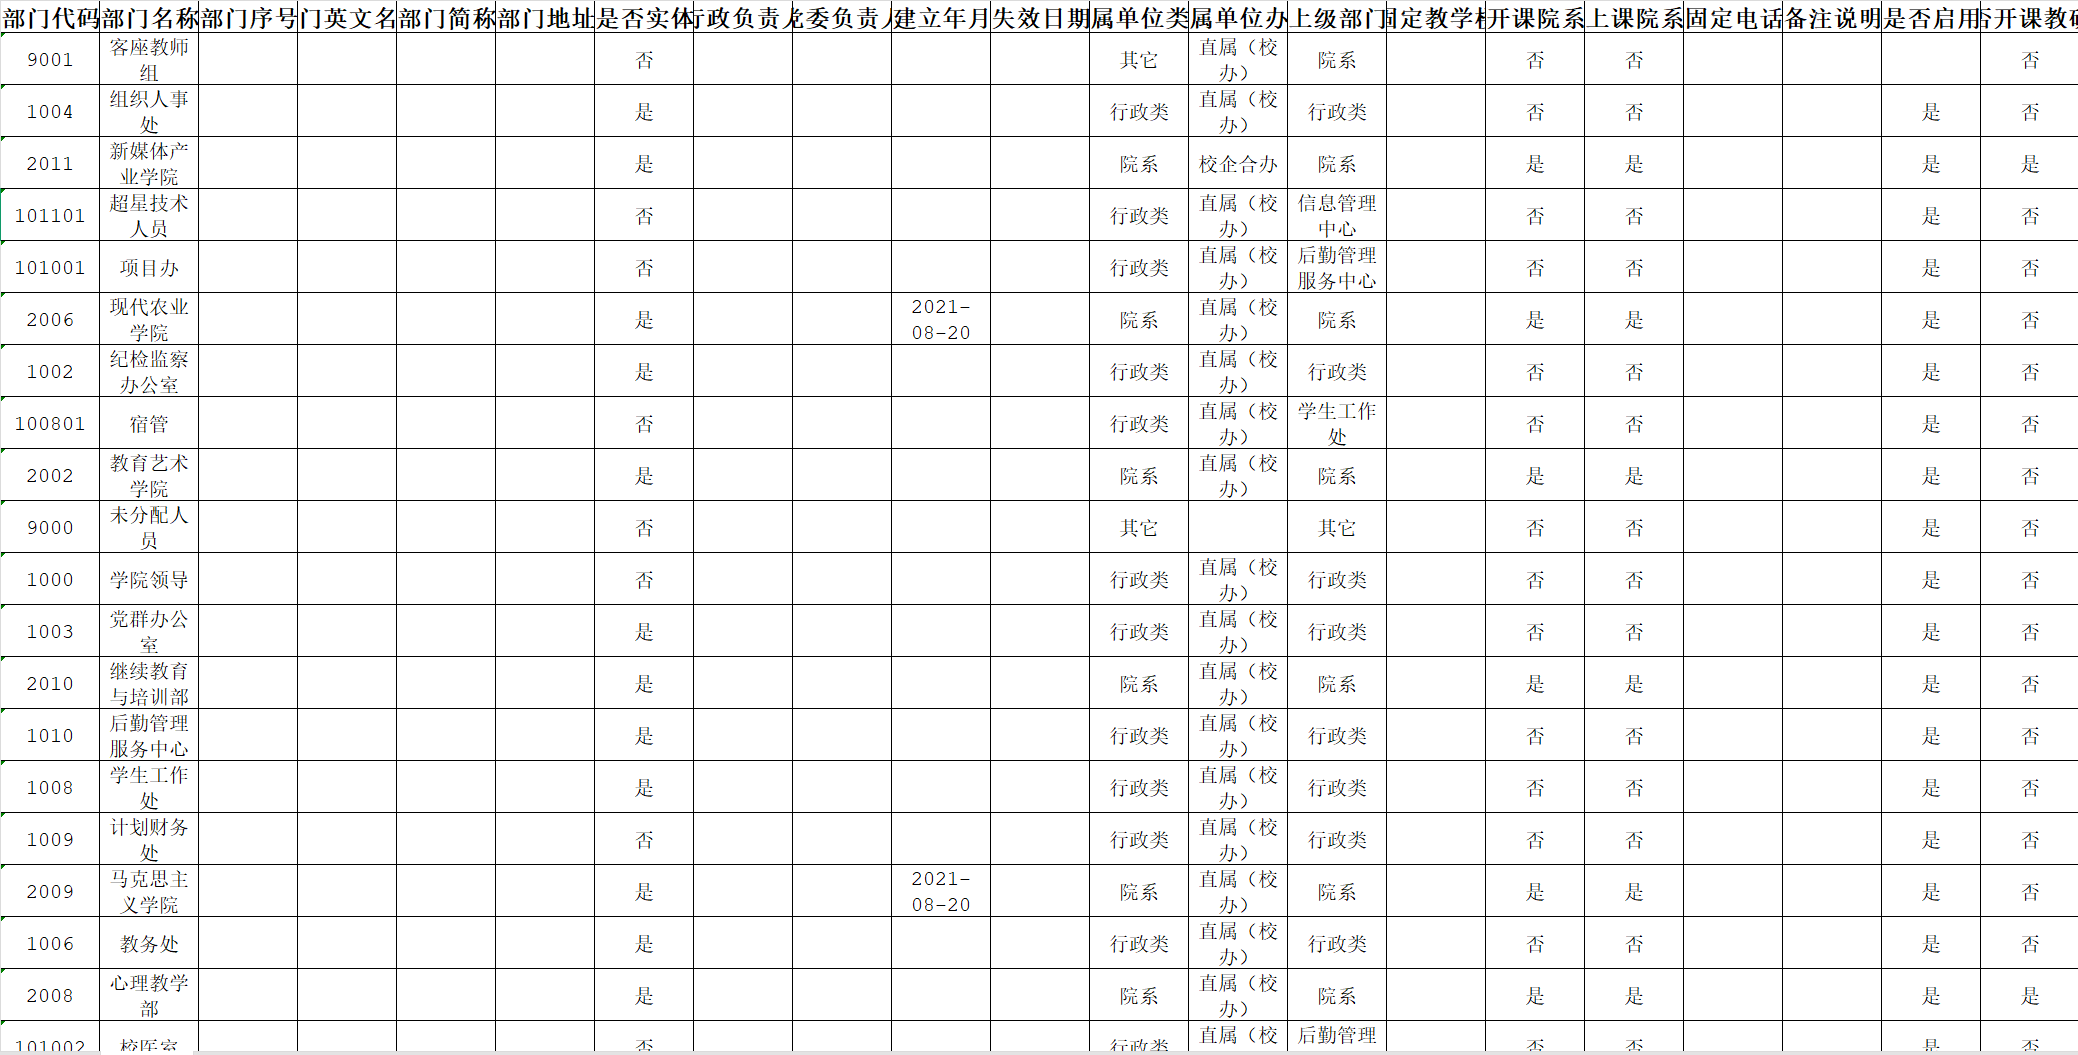 部门代码 部门名称 部门序号 门英文名 部门简称 部门地址 是否实体 行政负责 党委负责人 建立年月 失效日期 属单位类 属单位办 上级部门 固定教学楼 开课院系 上课院系 固定电话 备注说明 是否启用 否开课教研
9001 客座教师组 否 其它 直属（校办） 院系 否 否 否
1004 组织人事处 是 行政类 直属（校办） 行政类 否 否 是 否
2011 新媒体产业学院 是 院系 校企合办 院系 是 是 是 是
101101 超星技术人员 否 行政类 直属（校办） 信息管理中心 否 否 是 否
101001 项目办 否 行政类 直属（校办） 后勤管理服务中心 否 否 是 否
2006 现代农业学院 是 2021-08-20 院系 直属（校办） 院系 是 是 是 否
1002 纪检监察办公室 是 行政类 直属（校办） 行政类 否 否 是 否
100801 宿管 否 行政类 直属（校办） 学生工作处 否 否 是 否
2002 教育艺术学院 是 院系 直属（校办） 院系 是 是 是 否
9000 未分配人员 否 其它 其它 否 否 是 否
1000 学院领导 否 行政类 直属（校办） 行政类 否 否 是 否
1003 党群办公室 是 行政类 直属（校办） 行政类 否 否 是 否
2010 继续教育与培训部 是 院系 直属（校办） 院系 是 是 是 否
1010 后勤管理服务中心 是 行政类 直属（校办） 行政类 否 否 是 否
1008 学生工作处 是 行政类 直属（校办） 行政类 否 否 是 否
1009 计划财务处 否 行政类 直属（校办） 行政类 否 否 是 否
2009 马克思主义学院 是 2021-08-20 院系 直属（校办） 院系 是 是 是 否
1006 教务处 是 行政类 直属（校办） 行政类 否 否 是 否
2008 心理教学部 是 院系 直属（校办） 院系 是 是 是 是
101002 校医室 否 行政类 直属（校 后勤管理 否 否 是 否